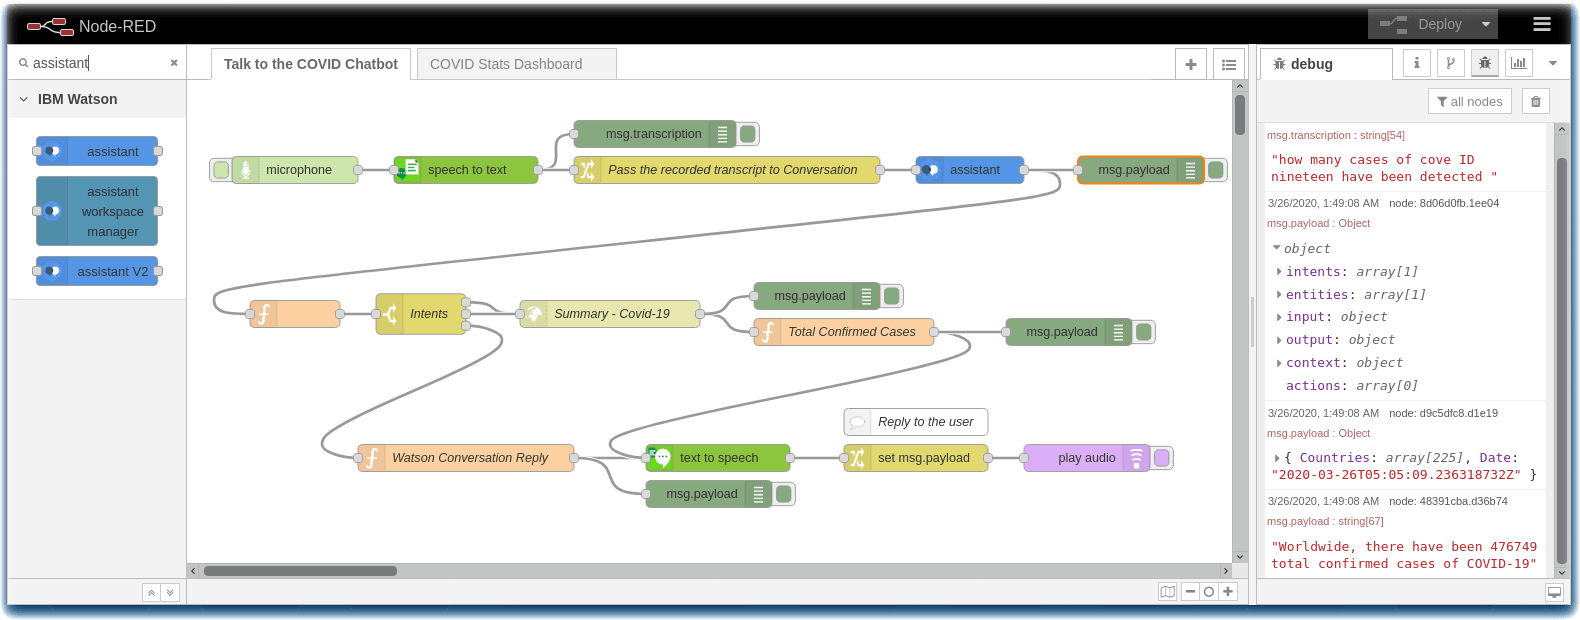 Node-RED
Deploy
assistant
IBM Watson
assistant
assistant
workspace
manager
assistant V2
Talk to the COVID Chatbot
COVID Stats Dashboard
msg.transcription
microphone
speech to text
Pass the recorded transcript to Conversation
assistant
msg.payload
Intents
Summary - Covid-19
msg.payload
Total Confirmed Cases
msg.payload
Reply to the user
Watson Conversation Reply
text to speech
set msg.payload
play audio
msg.payload
debug
all nodes
msg.transcription : string[54]
"how many cases of cove ID
nineteen have been detected "
3/26/2020, 1:49:08 AM node: 8d06d0fb.1ee04
msg.payload : Object
object
intents: array[1]
entities: array[1]
input: object
output: object
context: object
actions: array[0]
3/26/2020, 1:49:08 AM node: d9c5dfc8.d1e19
msg.payload : Object
{ Countries: array[225], Date:
"2020-03-26T05:05:09.236318732Z" }
3/26/2020, 1:49:08 AM node: 48391cba.d36b74
msg.payload : string[67]
"Worldwide, there have been 476749
total confirmed cases of COVID-19"